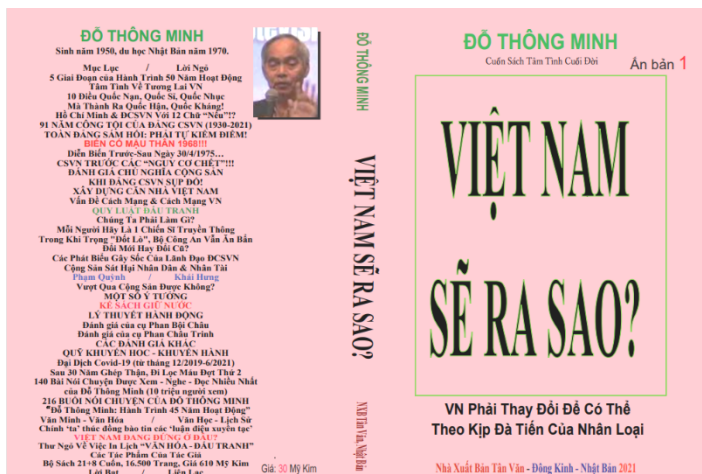 ĐỖ THÔNG MINH
Sinh năm 1950, du học Nhật Bản năm 1970.
Mục Lục / Lời Ngỏ
5 Giai Đoạn của Hành Trình 50 Năm Hoạt Động
Tâm Tình Về Tương Lai VN
10 Điều Quốc Nạn, Quốc Sỉ, Quốc Nhục
Mà Thành Ra Quốc Hận, Quốc Kháng!
Hồ Chí Minh & ĐCSVN Với 12 Chữ “Nếu”!?
91 NĂM CÔNG TỘI CỦA ĐẢNG CSVN (1930-2021)
TOÀN ĐẢNG SÁM HỐI: PHẢI TỰ KIỂM ĐIỂM!
BIẾN CỐ MẬU THÂN 1968!!!
Diễn Biến Trước-Sau Ngày 30/4/1975…
CSVN TRƯỚC CÁC “NGUY CƠ CHẾT”!!!
ĐÁNH GIÁ CHỦ NGHĨA CỘNG SẢN
KHI ĐẢNG CSVN SỤP ĐỔ!
XÂY DỰNG CĂN NHÀ VIỆT NAM
Vấn Đề Cách Mạng & Cách Mạng VN
QUY LUẬT ĐẤU TRANH
Chúng Ta Phải Làm Gì?
Mỗi Người Hãy Là 1 Chiến Sĩ Truyền Thông
Trong Khi Trọng "Đốt Lò", Bộ Công An Vẫn Ăn Bẩn
Đổi Mới Hay Đổi Cũ?
Các Phát Biểu Gây Sốc Của Lãnh Đạo ĐCSVN
Cộng Sản Sát Hại Nhân Dân & Nhân Tài
Phạm Quỳnh / Khái Hưng
Vượt Qua Cộng Sản Được Không?
MỘT SỐ Ý TƯỞNG
KẾ SÁCH GIỮ NƯỚC
LÝ THUYẾT HÀNH ĐỘNG
Đánh giá của cụ Phan Bội Châu
Đánh giá của cụ Phan Châu Trinh
CÁC ĐÁNH GIÁ KHÁC
QUỸ KHUYẾN HỌC - KHUYẾN HÀNH
Đại Dịch Covid-19 (từ tháng 12/2019-6/2021)
Sau 30 Năm Ghép Thận, Đi Lọc Máu Đợt Thứ 2
140 Bài Nói Chuyện Được Xem - Nghe - Đọc Nhiều Nhất
của Đỗ Thông Minh (10 triệu người xem)
216 BUỔI NÓI CHUYỆN CỦA ĐỖ THÔNG MINH
"Đỗ Thông Minh: Hành Trình 45 Năm Hoạt Động"
Văn Minh - Văn Hóa / Văn Học - Lịch Sử
Chỉnh ‘ta’ thức đồng bào tin các ‘luận điệu xuyên tạc’
VIỆT NAM ĐANG ĐỨNG Ở ĐÂU?
Thư Ngỏ Về Việc In Lịch “VĂN HÓA - ĐẤU TRANH”
Các Tác Phẩm Của Tác Giả
Bộ Sách 21+8 Cuốn, 16.500 Trang, Giá 610 Mỹ Kim
Lời Bạt / Liên Lạc
Giá: 30 Mỹ Kim
ĐỖ THÔNG MINH
VIỆT NAM SẼ RA SAO?
NXB Tân Văn, Nhật Bản
ĐỖ THÔNG MINH
Cuốn Sách Tâm Tình Cuối Đời
Ấn bản 1
VIỆT NAM
SẼ RA SAO?
VN Phải Thay Đổi Để Có Thể
Theo Kịp Đà Tiến Của Nhân Loại
Nhà Xuất Bản Tân Văn - Đông Kinh - Nhật Bản 2021